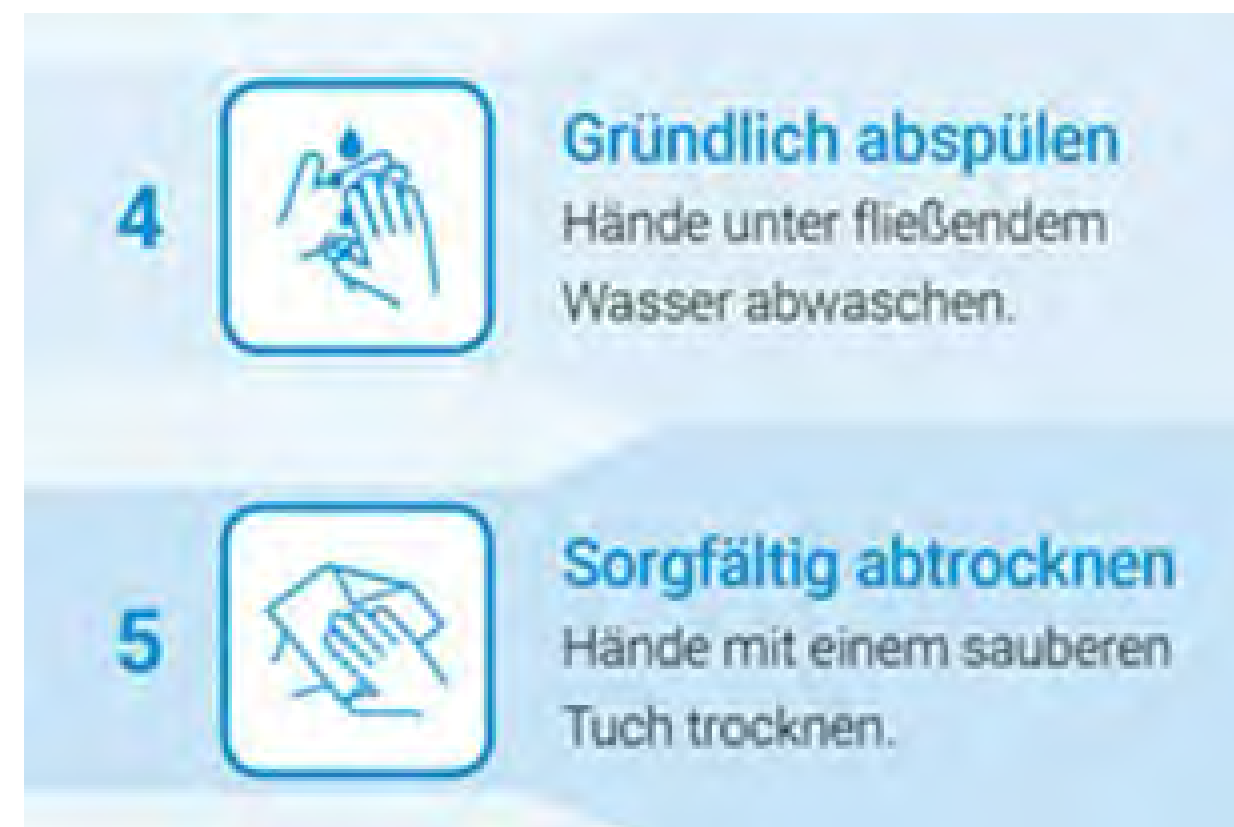 4
Gründlich abspülen
Hände unter fließendem
Wasser abwaschen.
5
Sorgfältig abtrocknen
Hände mit einem sauberen
Tuch trocknen.